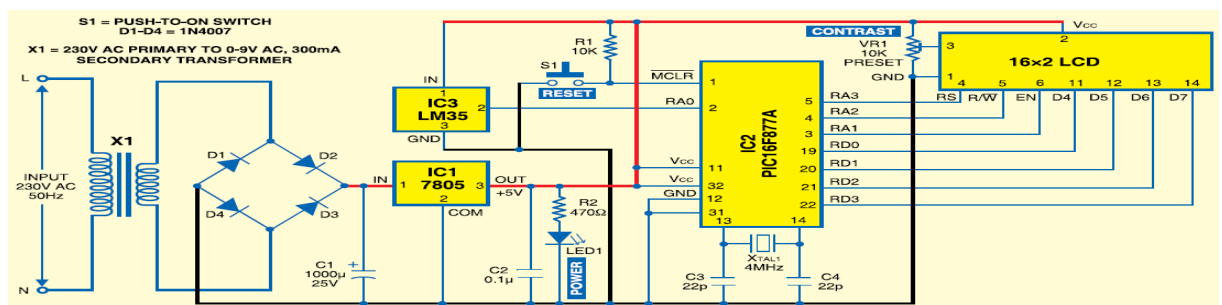 S1 = PUSH-TO-ON SWITCH
D1-D4 = 1N4007
X1 = 230V AC PRIMARY TO 0-9V AC, 300mA
SECONDARY TRANSFORMER
L
INPUT
230V AC
50Hz
N
X1
D1
D2
D4
D3
IN
1
IC3
LM35
2
3
GND
IN
1
IC1
7805
3
OUT
+5V
2
COM
C1
1000µ
25V
C2
0.1µ
R2
470Ω
LED1
POWER
R1
10K
S1
RESET
MCLR
1
RA0
2
Vcc
11
Vcc
32
GND
12
31
13
14
IC2
PIC16F877A
5
RA3
4
RA2
3
RA1
19
RD0
20
RD1
21
RD2
22
RD3
XTAL1
4MHz
C3
22p
C4
22p
CONTRAST
VR1
10K
PRESET
GND
Vcc
2
3
16x2 LCD
1
4
5
6
11
12
13
14
RS
R/W
EN
D4
D5
D6
D7